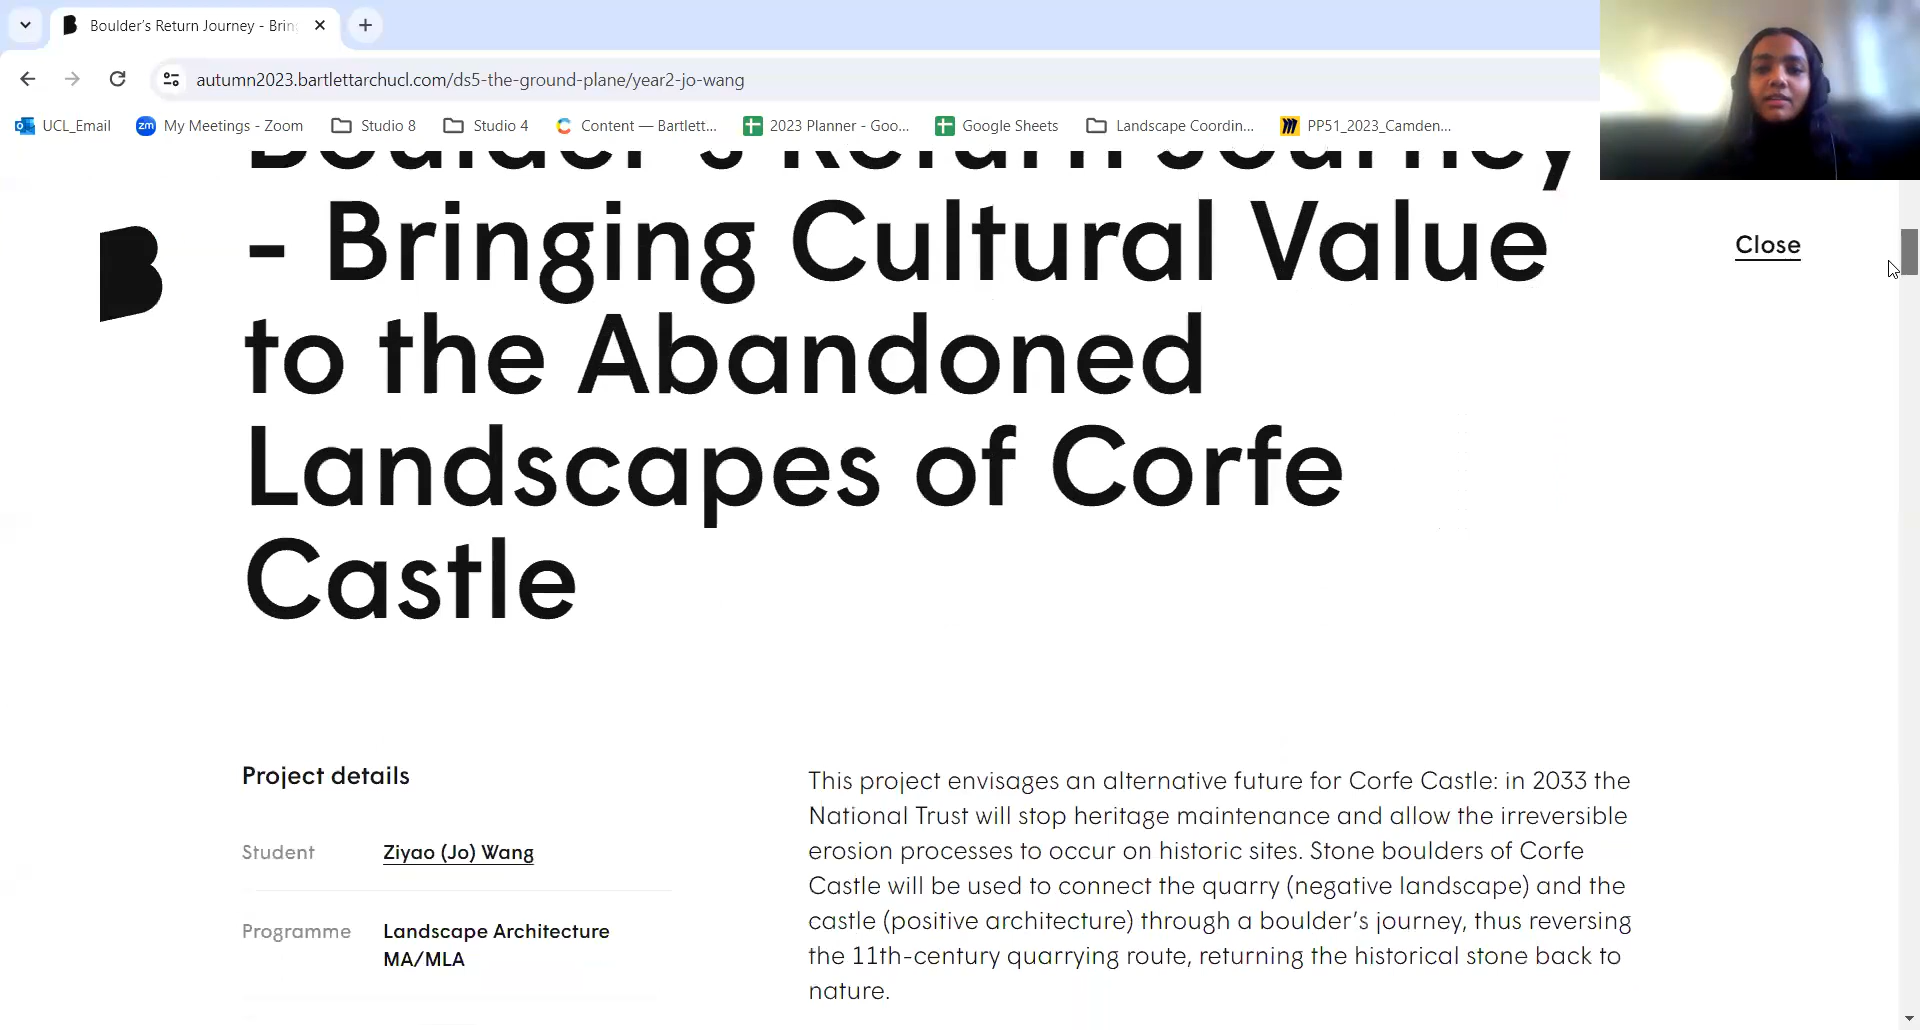 Boulder's Return Journey - Brin
autumn2023.bartlettarchucl.com/ds5-the-ground-plane/year2-jo-wang
UCL_Email
zm My Meetings - Zoom
Studio 8
Studio 4
Content — Bartlett...
2023 Planner - Goo...
Google Sheets
Landscape Coordin...
PP51_2023_Camden...
Boulder's Return Journey
- Bringing Cultural Value
to the Abandoned
Landscapes of Corfe
Castle
B
Close
Project details
Student Ziyao (Jo) Wang
Programme Landscape Architecture
MA/MLA
This project envisages an alternative future for Corfe Castle: in 2033 the
National Trust will stop heritage maintenance and allow the irreversible
erosion processes to occur on historic sites. Stone boulders of Corfe
Castle will be used to connect the quarry (negative landscape) and the
castle (positive architecture) through a boulder's journey, thus reversing
the 11th-century quarrying route, returning the historical stone back to
nature.